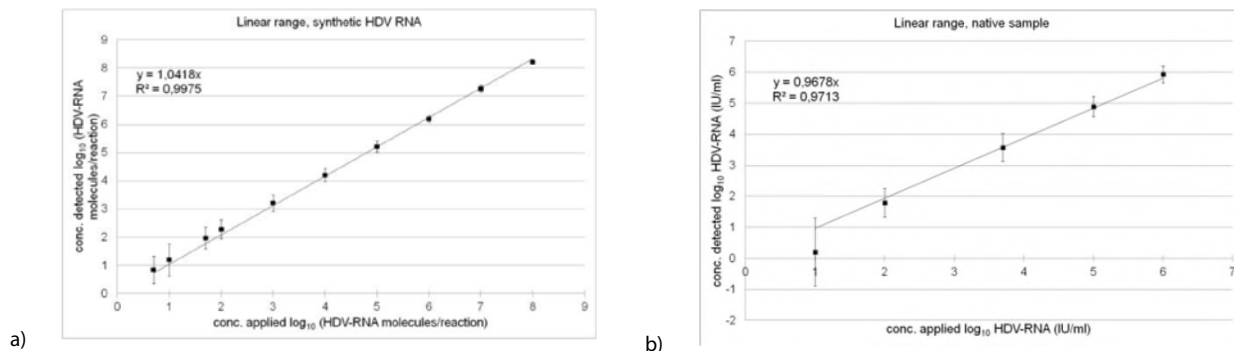 Linear range, synthetic HDV RNA
y = 1,0418x
R² = 0,9975
conc. detected log₁₀ (HDV-RNA
molecules/reaction)
9
8
7
6
5
4
3
2
1
0
0 1 2 3 4 5 6 7 8 9
conc. applied log₁₀ (HDV-RNA molecules/reaction)
a)
Linear range, native sample
y = 0,9678x
R² = 0,9713
conc. detected log₁₀ HDV-RNA (IU/ml)
7
6
5
4
3
2
1
0
-1
-2
0 1 2 3 4 5 6 7
conc. applied log₁₀ HDV-RNA (IU/ml)
b)